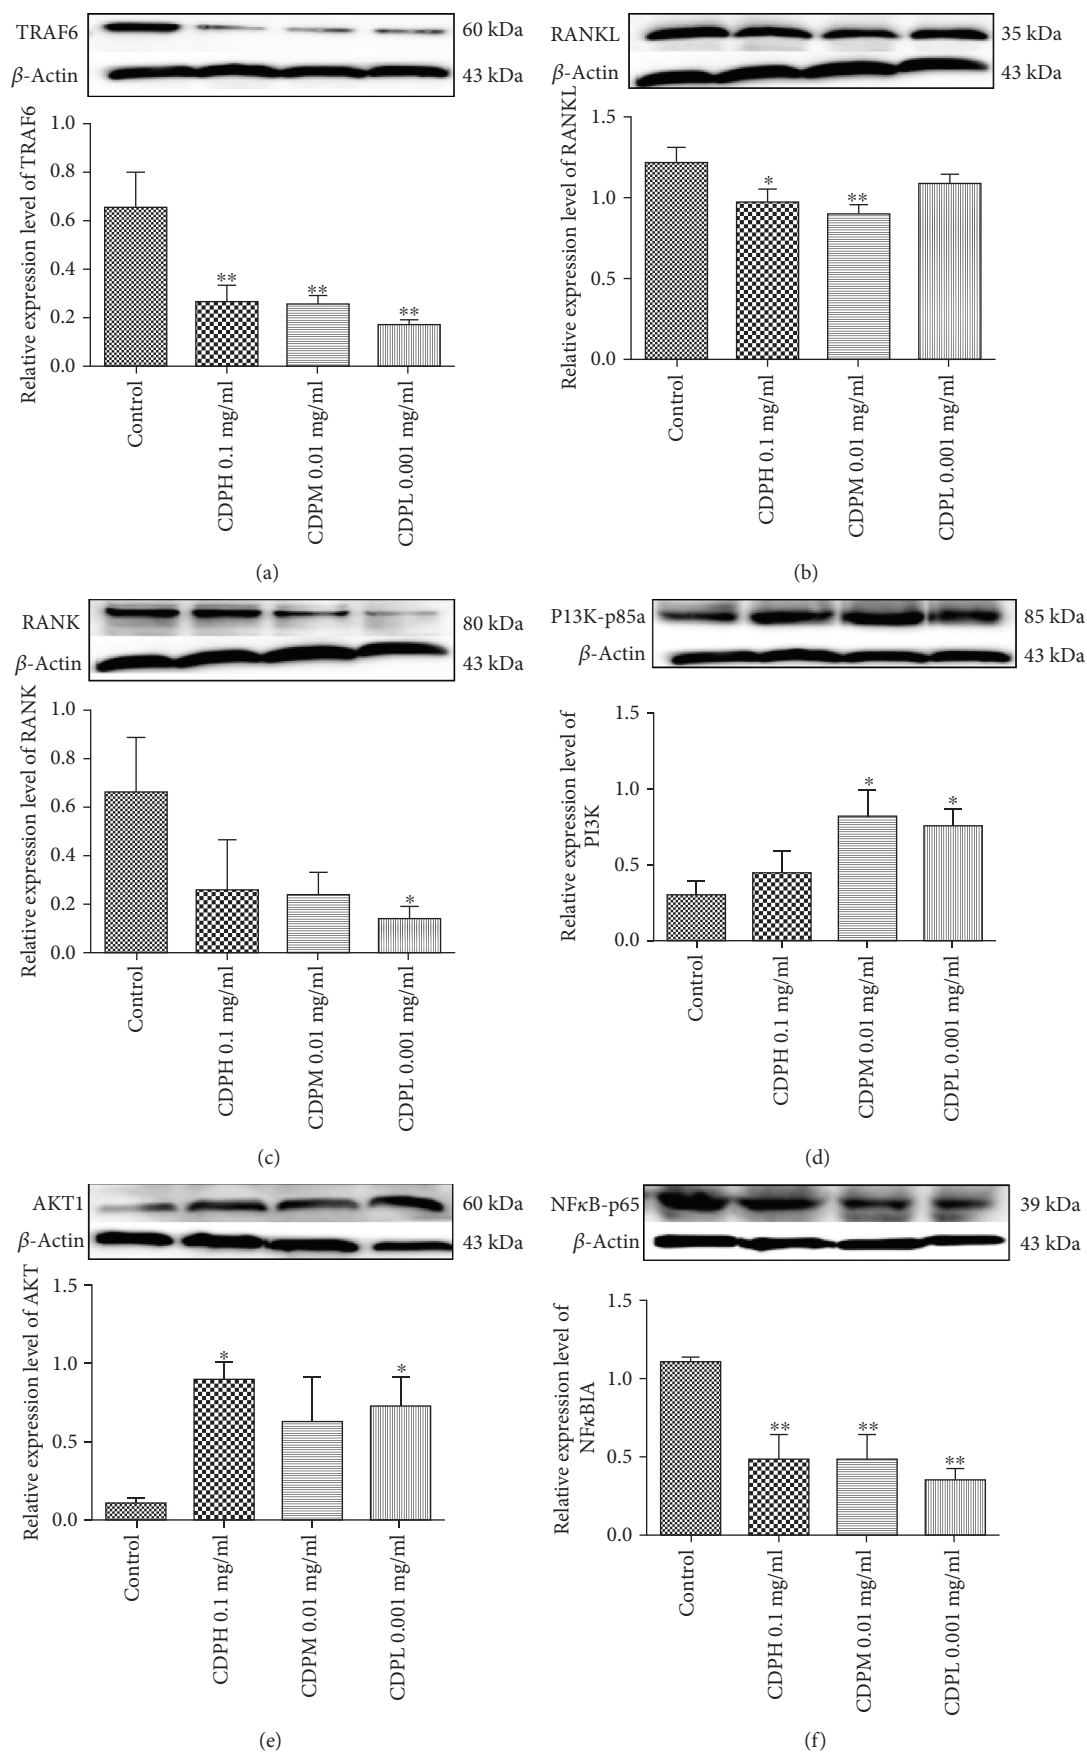 TRAF6 60 kDa
β-Actin 43 kDa
Relative expression level of TRAF6
1.0
0.8
0.6
0.4
0.2
0.0
**
**
**
Control
CDPH 0.1 mg/ml
CDPM 0.01 mg/ml
CDPL 0.001 mg/ml
(a)
RANKL 35 kDa
β-Actin 43 kDa
Relative expression level of RANKL
1.5
1.0
0.5
0.0
*
**
Control
CDPH 0.1 mg/ml
CDPM 0.01 mg/ml
CDPL 0.001 mg/ml
(b)
RANK 80 kDa
β-Actin 43 kDa
Relative expression level of RANK
1.0
0.8
0.6
0.4
0.2
0.0
*
Control
CDPH 0.1 mg/ml
CDPM 0.01 mg/ml
CDPL 0.001 mg/ml
(c)
P13K-p85a 85 kDa
β-Actin 43 kDa
Relative expression level of
PI3K
1.5
1.0
0.5
0.0
*
*
Control
CDPH 0.1 mg/ml
CDPM 0.01 mg/ml
CDPL 0.001 mg/ml
(d)
AKT1 60 kDa
β-Actin 43 kDa
Relative expression level of AKT
1.5
1.0
0.5
0.0
*
*
Control
CDPH 0.1 mg/ml
CDPM 0.01 mg/ml
CDPL 0.001 mg/ml
(e)
NFκB-p65 39 kDa
β-Actin 43 kDa
Relative expression level of
NFκBIA
1.5
1.0
0.5
0.0
**
**
**
Control
CDPH 0.1 mg/ml
CDPM 0.01 mg/ml
CDPL 0.001 mg/ml
(f)